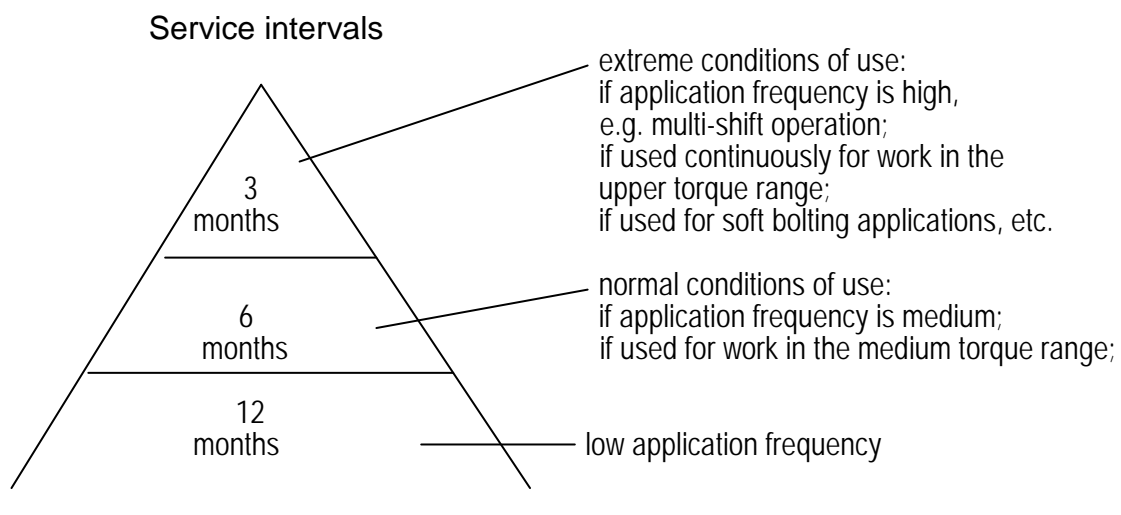 Service intervals
extreme conditions of use:
if application frequency is high,
e.g. multi-shift operation;
if used continuously for work in the
upper torque range;
if used for soft bolting applications, etc.
3
months
normal conditions of use:
if application frequency is medium;
if used for work in the medium torque range;
6
months
12
months
low application frequency